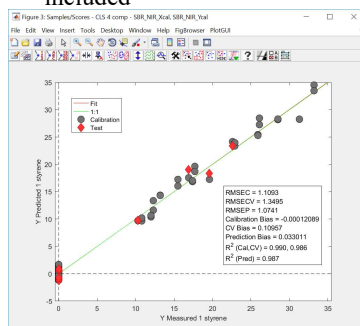 included
Figure 3: Samples/Scores - CLS 4 comp - SBR_NIR_Xcal, SBR_NIR_Ycal
File Edit View Insert Tools Desktop Window Help FigBrowser PlotGUI
Fit
1:1
Calibration
Test
Y Predicted 1 styrene
35
30
25
20
15
10
5
0
-5
RMSEC = 1.1093
RMSECV = 1.3495
RMSEP = 1.0741
Calibration Bias = -0.00012089
CV Bias = 0.10957
Prediction Bias = 0.033011
R² (Cal,CV) = 0.990, 0.986
R² (Pred) = 0.987
0 5 10 15 20 25 30 35
Y Measured 1 styrene